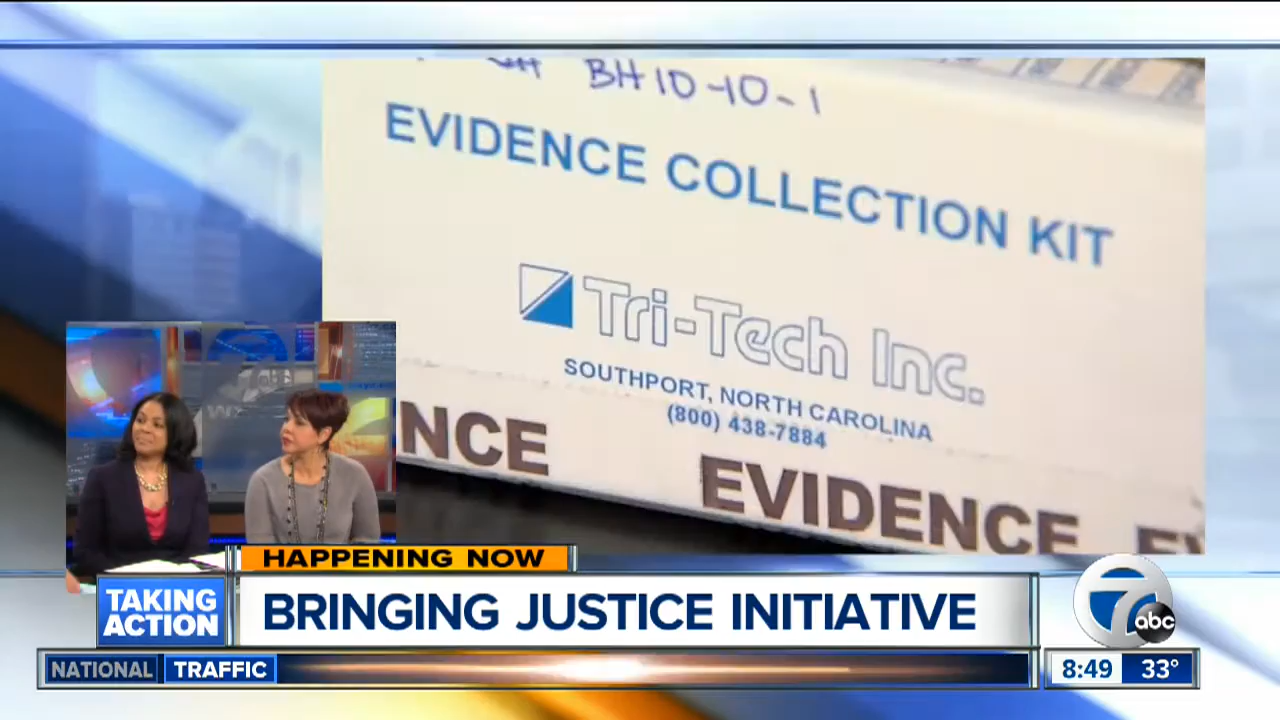 BH 10-10-1
EVIDENCE COLLECTION KIT
Tri-Tech Inc.
SOUTHPORT, NORTH CAROLINA
(800) 438-7884
NCE EVIDENCE
HAPPENING NOW
TAKING ACTION
BRINGING JUSTICE INITIATIVE
7 abc
NATIONAL TRAFFIC
8:49 33°